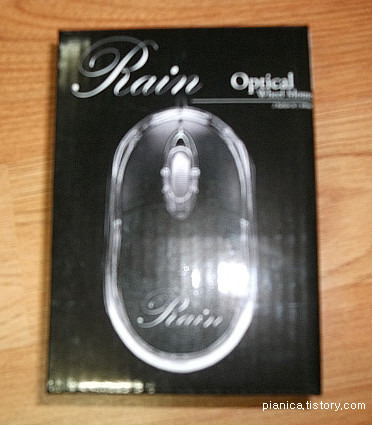 Rain
Optical
Wheel Mouse
Rain
pianica.tistory.com